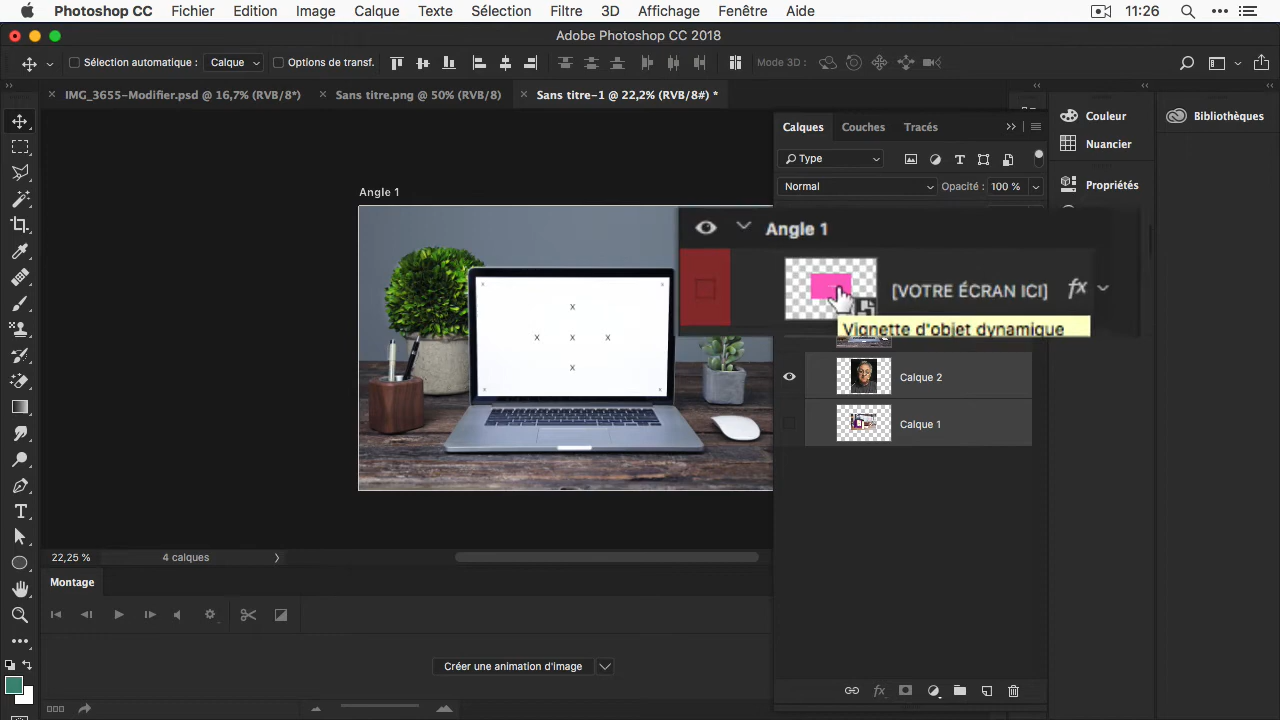 Photoshop CC Fichier Edition Image Calque Texte Sélection Filtre 3D Affichage Fenêtre Aide 11:26
Adobe Photoshop CC 2018
Sélection automatique : Calque Options de transf. Mode 3D :
IMG_3655-Modifier.psd @ 16,7% (RVB/8*) Sans titre.png @ 50% (RVB/8) Sans titre-1 @ 22,2% (RVB/8#) *
Calques Couches Tracés
Couleur
Bibliothèques
Nuancier
Type
Normal Opacité : 100 %
Propriétés
Angle 1
Angle 1
[VOTRE ÉCRAN ICI] fx
Vignette d'objet dynamique
x
x x x
x
Calque 2
Calque 1
22,25 % 4 calques
Montage
Créer une animation d'image
fx